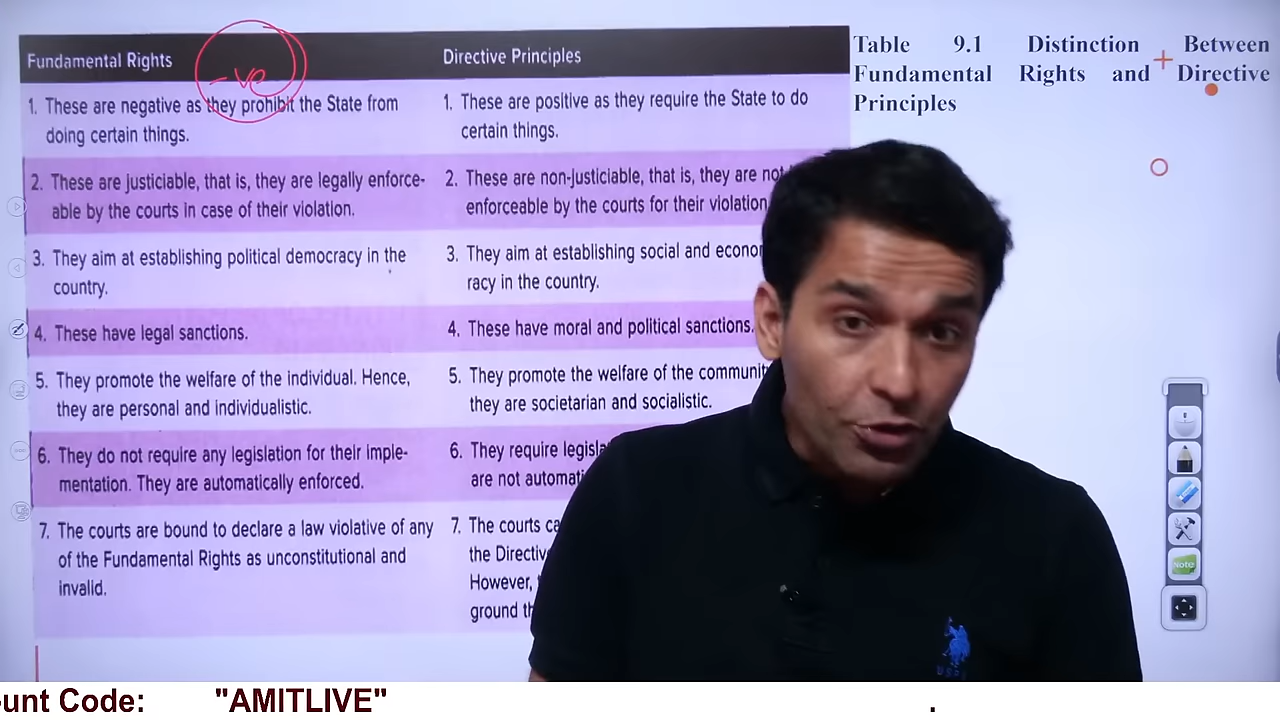 Fundamental Rights
-ve
Directive Principles
1. These are negative as they prohibit the State from
doing certain things.
1. These are positive as they require the State to do
certain things.
2. These are justiciable, that is, they are legally enforce-
able by the courts in case of their violation.
2. These are non-justiciable, that is, they are not
enforceable by the courts for their violation
3. They aim at establishing political democracy in the
country.
3. They aim at establishing social and econo
racy in the country.
4. These have legal sanctions.
4. These have moral and political sanctions.
5. They promote the welfare of the individual. Hence,
they are personal and individualistic.
5. They promote the welfare of the communit
they are societarian and socialistic.
6. They do not require any legislation for their imple-
mentation. They are automatically enforced.
6. They require legisla
are not automati
7. The courts are bound to declare a law violative of any
of the Fundamental Rights as unconstitutional and
invalid.
7. The courts ca
the Directiv
However,
ground th
Table 9.1 Distinction Between
Fundamental Rights and Directive
Principles
Note
USPA
unt Code: "AMITLIVE"